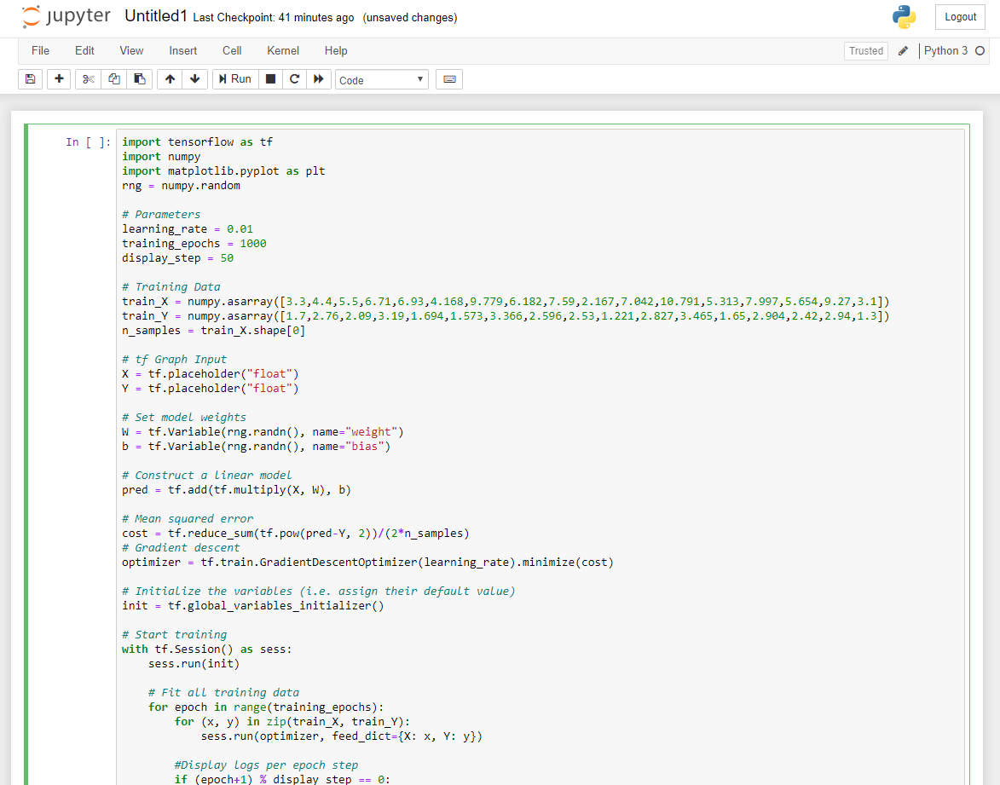 jupyter Untitled1 Last Checkpoint: 41 minutes ago (unsaved changes) Logout
File Edit View Insert Cell Kernel Help Trusted Python 3
Run Code
In [ ]:
import tensorflow as tf
import numpy
import matplotlib.pyplot as plt
rng = numpy.random
# Parameters
learning_rate = 0.01
training_epochs = 1000
display_step = 50
# Training Data
train_X = numpy.asarray([3.3,4.4,5.5,6.71,6.93,4.168,9.779,6.182,7.59,2.167,7.042,10.791,5.313,7.997,5.654,9.27,3.1])
train_Y = numpy.asarray([1.7,2.76,2.09,3.19,1.694,1.573,3.366,2.596,2.53,1.221,2.827,3.465,1.65,2.904,2.42,2.94,1.3])
n_samples = train_X.shape[0]
# tf Graph Input
X = tf.placeholder("float")
Y = tf.placeholder("float")
# Set model weights
W = tf.Variable(rng.randn(), name="weight")
b = tf.Variable(rng.randn(), name="bias")
# Construct a linear model
pred = tf.add(tf.multiply(X, W), b)
# Mean squared error
cost = tf.reduce_sum(tf.pow(pred-Y, 2))/(2*n_samples)
# Gradient descent
optimizer = tf.train.GradientDescentOptimizer(learning_rate).minimize(cost)
# Initialize the variables (i.e. assign their default value)
init = tf.global_variables_initializer()
# Start training
with tf.Session() as sess:
    sess.run(init)
    # Fit all training data
    for epoch in range(training_epochs):
        for (x, y) in zip(train_X, train_Y):
            sess.run(optimizer, feed_dict={X: x, Y: y})
        #Display logs per epoch step
        if (epoch+1) % display_step == 0: